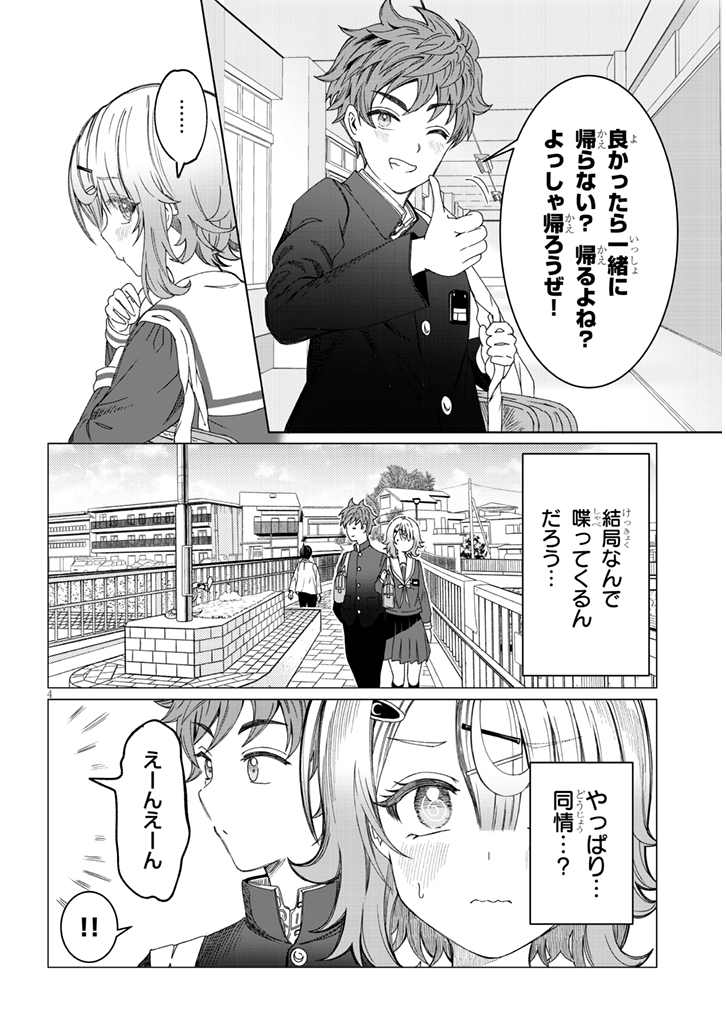 良かったら一緒に
帰らない？帰るよね？
よっしゃ帰ろうぜ！
……
結局なんで
喋ってくるん
だろう…
4
やっぱり…
同情…？
えーんえーん
!!